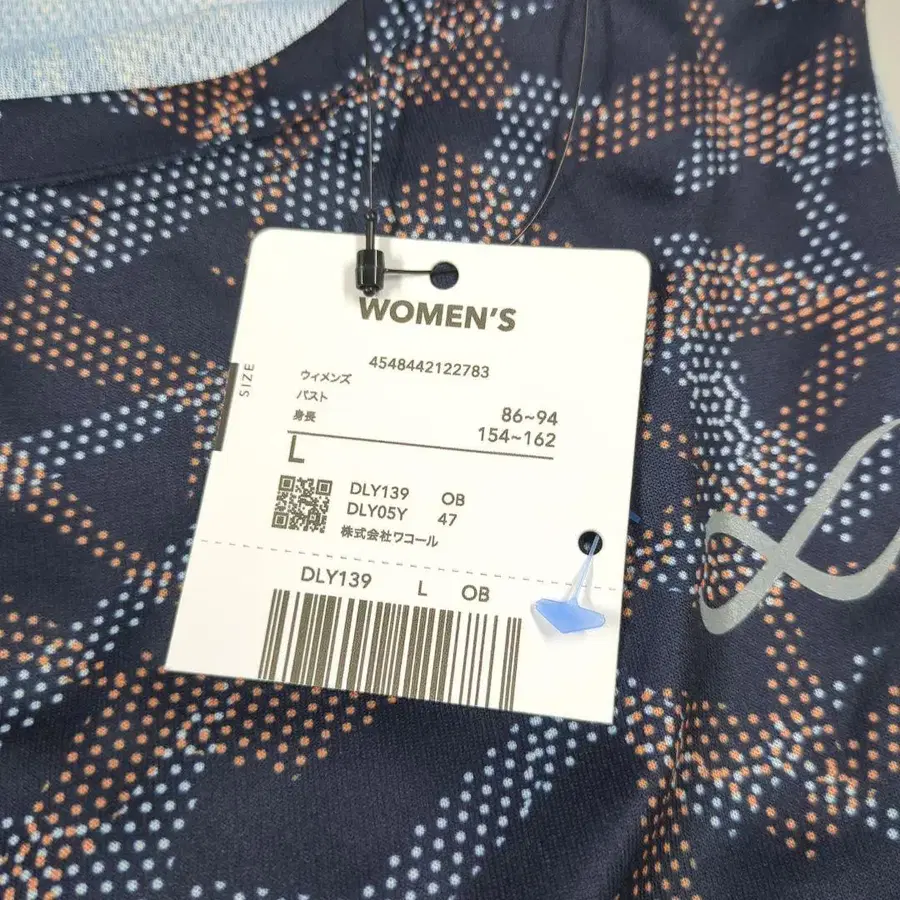 WOMEN'S
4548442122783
SIZE
ウィメンズ
バスト 86~94
身長 154~162
L
DLY139 OB
DLY05Y 47
株式会社ワコール
DLY139 L OB